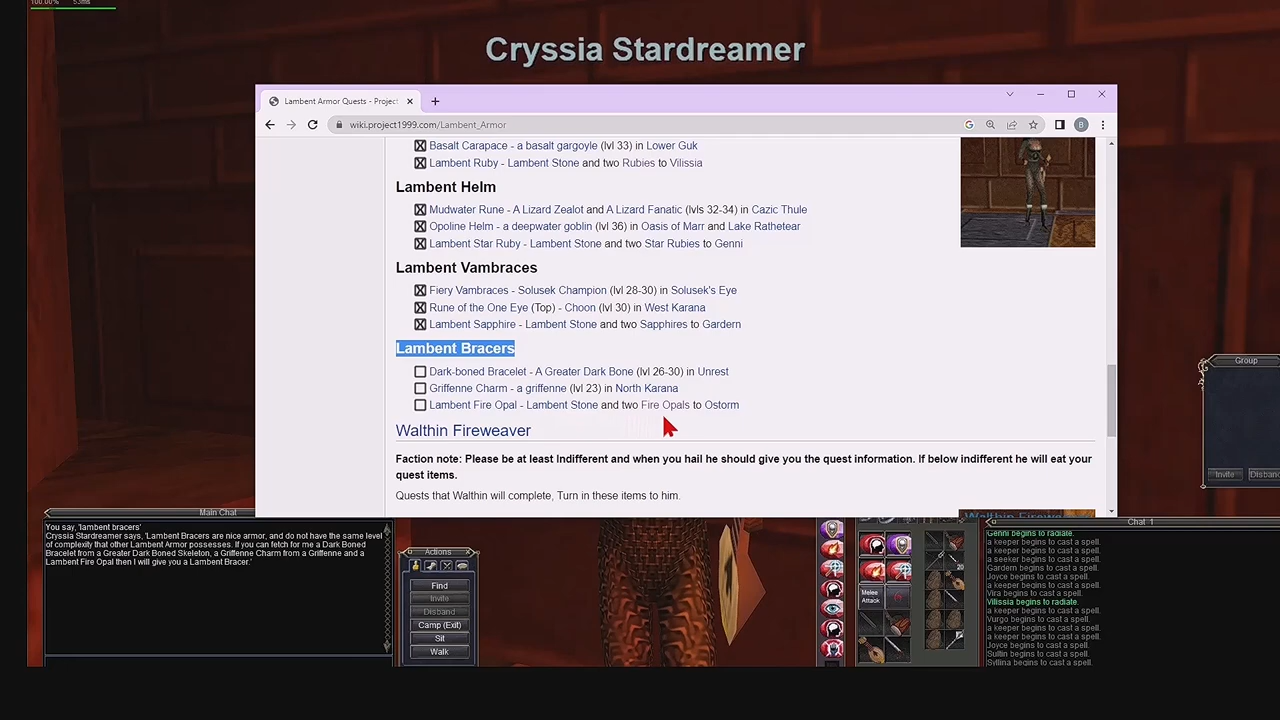 100.00% 53ms
Cryssia Stardreamer
Lambent Armor Quests - Project
wiki.project1999.com/Lambent_Armor
B
Basalt Carapace - a basalt gargoyle (lvl 33) in Lower Guk
Lambent Ruby - Lambent Stone and two Rubies to Vilissia
Lambent Helm
Mudwater Rune - A Lizard Zealot and A Lizard Fanatic (lvls 32-34) in Cazic Thule
Opoline Helm - a deepwater goblin (lvl 36) in Oasis of Marr and Lake Rathetear
Lambent Star Ruby - Lambent Stone and two Star Rubies to Genni
Lambent Vambraces
Fiery Vambraces - Solusek Champion (lvl 28-30) in Solusek's Eye
Rune of the One Eye (Top) - Choon (lvl 30) in West Karana
Lambent Sapphire - Lambent Stone and two Sapphires to Gardern
Lambent Bracers
Dark-boned Bracelet - A Greater Dark Bone (lvl 26-30) in Unrest
Griffenne Charm - a griffenne (lvl 23) in North Karana
Lambent Fire Opal - Lambent Stone and two Fire Opals to Ostorm
Walthin Fireweaver
Faction note: Please be at least Indifferent and when you hail he should give you the quest information. If below indifferent he will eat your
quest items.
Quests that Walthin will complete, Turn in these items to him.
Walthin Firewe
Group
Invite
Disband
Main Chat
You say, 'lambent bracers'
Cryssia Stardreamer says, 'Lambent Bracers are nice armor, and do not have the same level
of complexity that other Lambent Armor possesses. If you can fetch for me a Dark Boned
Bracelet from a Greater Dark Boned Skeleton, a Griffenne Charm from a Griffenne and a
Lambent Fire Opal then I will give you a Lambent Bracer.'
Actions
Find
Invite
Disband
Camp (Exit)
Sit
Walk
Melee
Attack
20
Chat 1
Genni begins to radiate.
a keeper begins to cast a spell.
a keeper begins to cast a spell.
a seeker begins to cast a spell.
Gardern begins to cast a spell.
Joyce begins to cast a spell.
a keeper begins to cast a spell.
Vira begins to cast a spell.
Vilissia begins to radiate.
a keeper begins to cast a spell.
Vurgo begins to cast a spell.
a keeper begins to cast a spell.
a keeper begins to cast a spell.
Joyce begins to cast a spell.
Sultin begins to cast a spell.
Syllina begins to cast a spell.